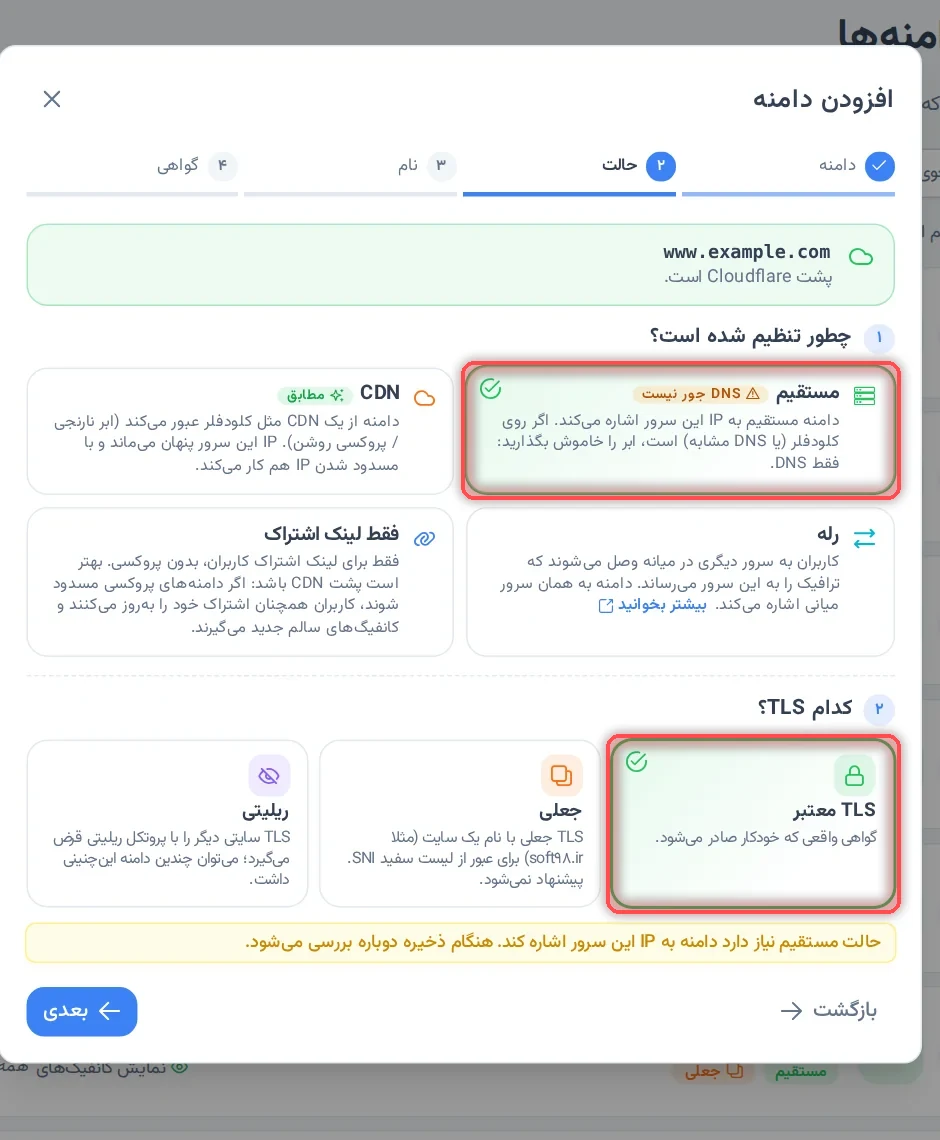 منه‌ها
افزودن دامنه
دامنه
۲ حالت
۳ نام
۴ گواهی
www.example.com
پشت Cloudflare است.
۱ چطور تنظیم شده است؟
مستقیم DNS جور نیست
دامنه مستقیم به IP این سرور اشاره می‌کند. اگر روی
کلودفلر (یا DNS مشابه) است، ابر را خاموش بگذارید:
فقط DNS.
CDN مطابق
دامنه از یک CDN مثل کلودفلر عبور می‌کند (ابر نارنجی
/ پروکسی روشن). IP این سرور پنهان می‌ماند و با
مسدود شدن IP هم کار می‌کند.
رله
کاربران به سرور دیگری در میانه وصل می‌شوند که
ترافیک را به این سرور می‌رساند. دامنه به همان سرور
میانی اشاره می‌کند. بیشتر بخوانید
فقط لینک اشتراک
فقط برای لینک اشتراک کاربران، بدون پروکسی. بهتر
است پشت CDN باشد: اگر دامنه‌های پروکسی مسدود
شوند، کاربران همچنان اشتراک خود را به‌روز می‌کنند و
کانفیگ‌های سالم جدید می‌گیرند.
۲ کدام TLS؟
TLS معتبر
گواهی واقعی که خودکار صادر می‌شود.
جعلی
TLS جعلی با نام یک سایت (مثلا
soft۹۸.ir) برای عبور از لیست سفید SNI.
پیشنهاد نمی‌شود.
ریلیتی
TLS سایتی دیگر را با پروتکل ریلیتی قرض
می‌گیرد؛ می‌توان چندین دامنه این‌چنینی
داشت.
حالت مستقیم نیاز دارد دامنه به IP این سرور اشاره کند. هنگام ذخیره دوباره بررسی می‌شود.
بازگشت
بعدی
مستقیم
جعلی
نمایش کانفیگ‌های همه